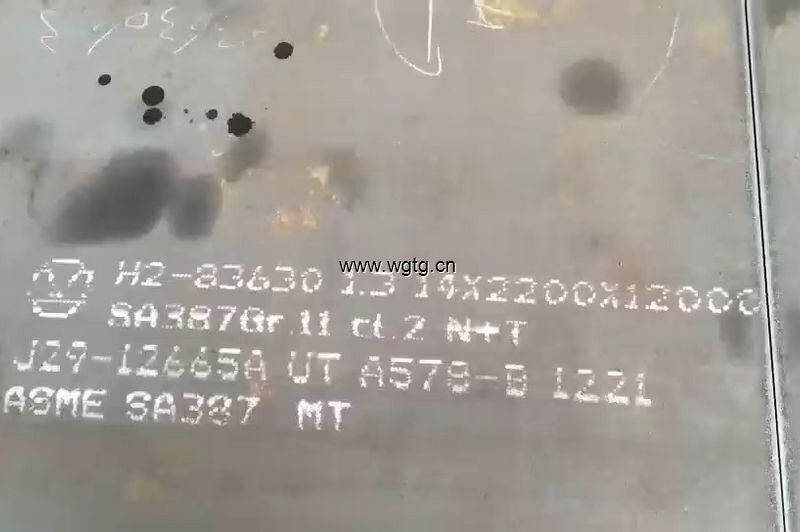 www.wgtg.cn
H2-83630 1.3 14X2200X12000
SA387Gr.11 cl.2 N+T
J29-12665A UT A578-B 1221
ASME SA387 MT